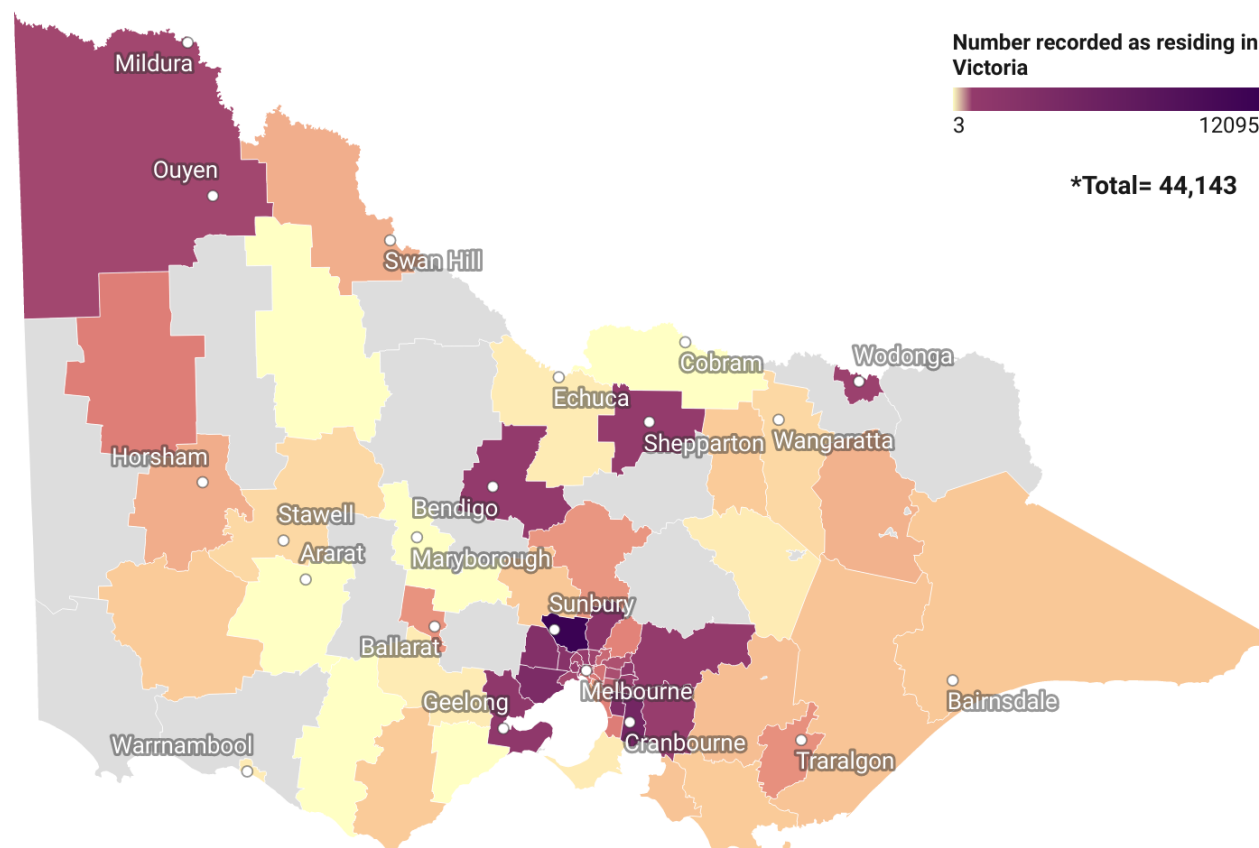 Number recorded as residing in
Victoria
3 12095
*Total= 44,143
Mildura
Ouyen
Swan Hill
Cobram
Wodonga
Echuca
Shepparton
Wangaratta
Horsham
Stawell
Bendigo
Ararat
Maryborough
Sunbury
Ballarat
Melbourne
Geelong
Bairnsdale
Warrnambool
Cranbourne
Traralgon